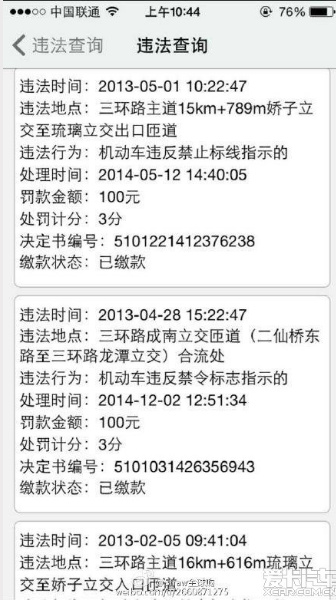 中国联通
上午10:44
76%
违法查询
违法查询
违法时间：2013-05-01 10:22:47
违法地点：三环路主道15km+789m娇子立
交至琉璃立交出口匝道
违法行为：机动车违反禁止标线指示的
处理时间：2014-05-12 14:40:05
罚款金额：100元
处罚计分：3分
决定书编号：5101221412376238
缴款状态：已缴款
违法时间：2013-04-28 15:22:47
违法地点：三环路成南立交匝道（二仙桥东
路至三环路龙潭立交）合流处
违法行为：机动车违反禁令标志指示的
处理时间：2014-12-02 12:51:34
罚款金额：100元
处罚计分：3分
决定书编号：5101031426356943
缴款状态：已缴款
违法时间：2013-02-05 09:41:04
违法地点：三环路主道16km+616m琉璃立
交至娇子立交入口匝道
weibo.com/u/2660871275
爱卡汽车
XCAR.COM.CN